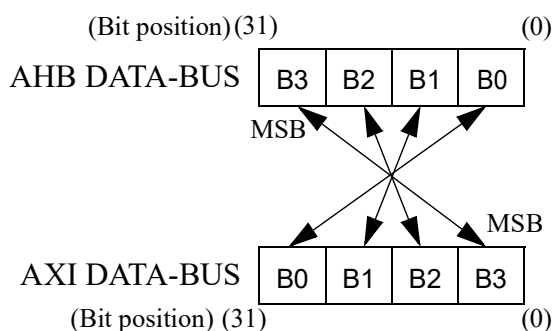 (Bit position) (31) (0)
AHB DATA-BUS B3 B2 B1 B0
MSB
MSB
AXI DATA-BUS B0 B1 B2 B3
(Bit position) (31) (0)